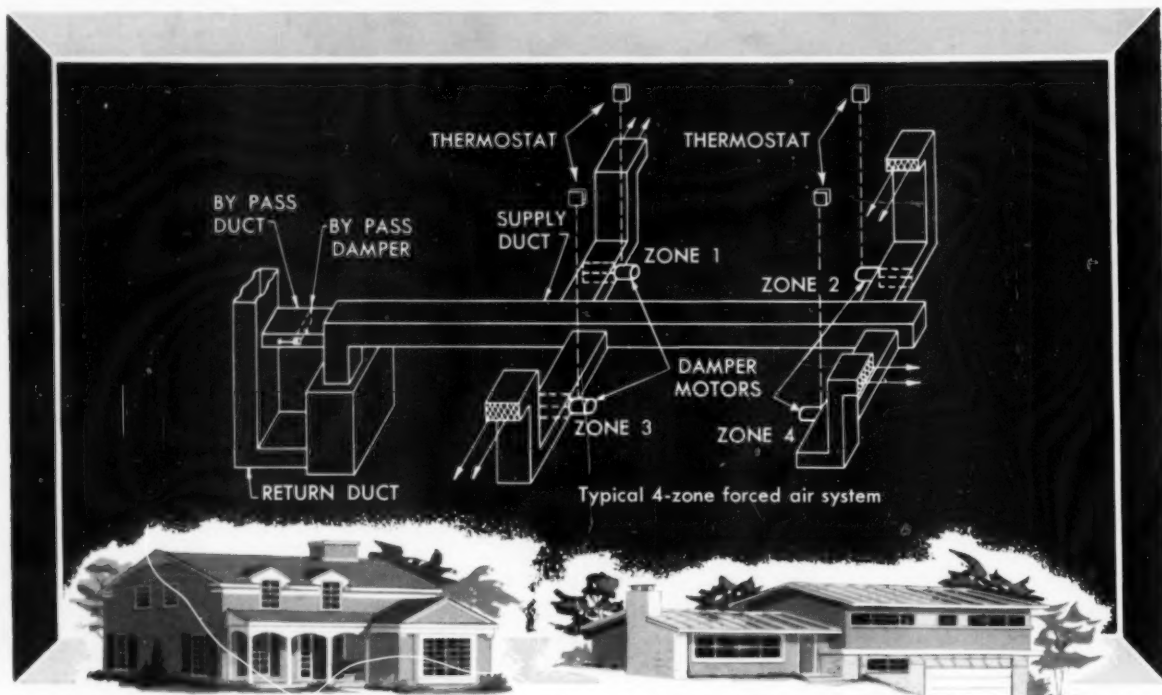 THERMOSTAT
THERMOSTAT
BY PASS
DUCT
BY PASS
DAMPER
SUPPLY
DUCT
ZONE 1
ZONE 2
DAMPER
MOTORS
ZONE 3
ZONE 4
RETURN DUCT
Typical 4-zone forced air system